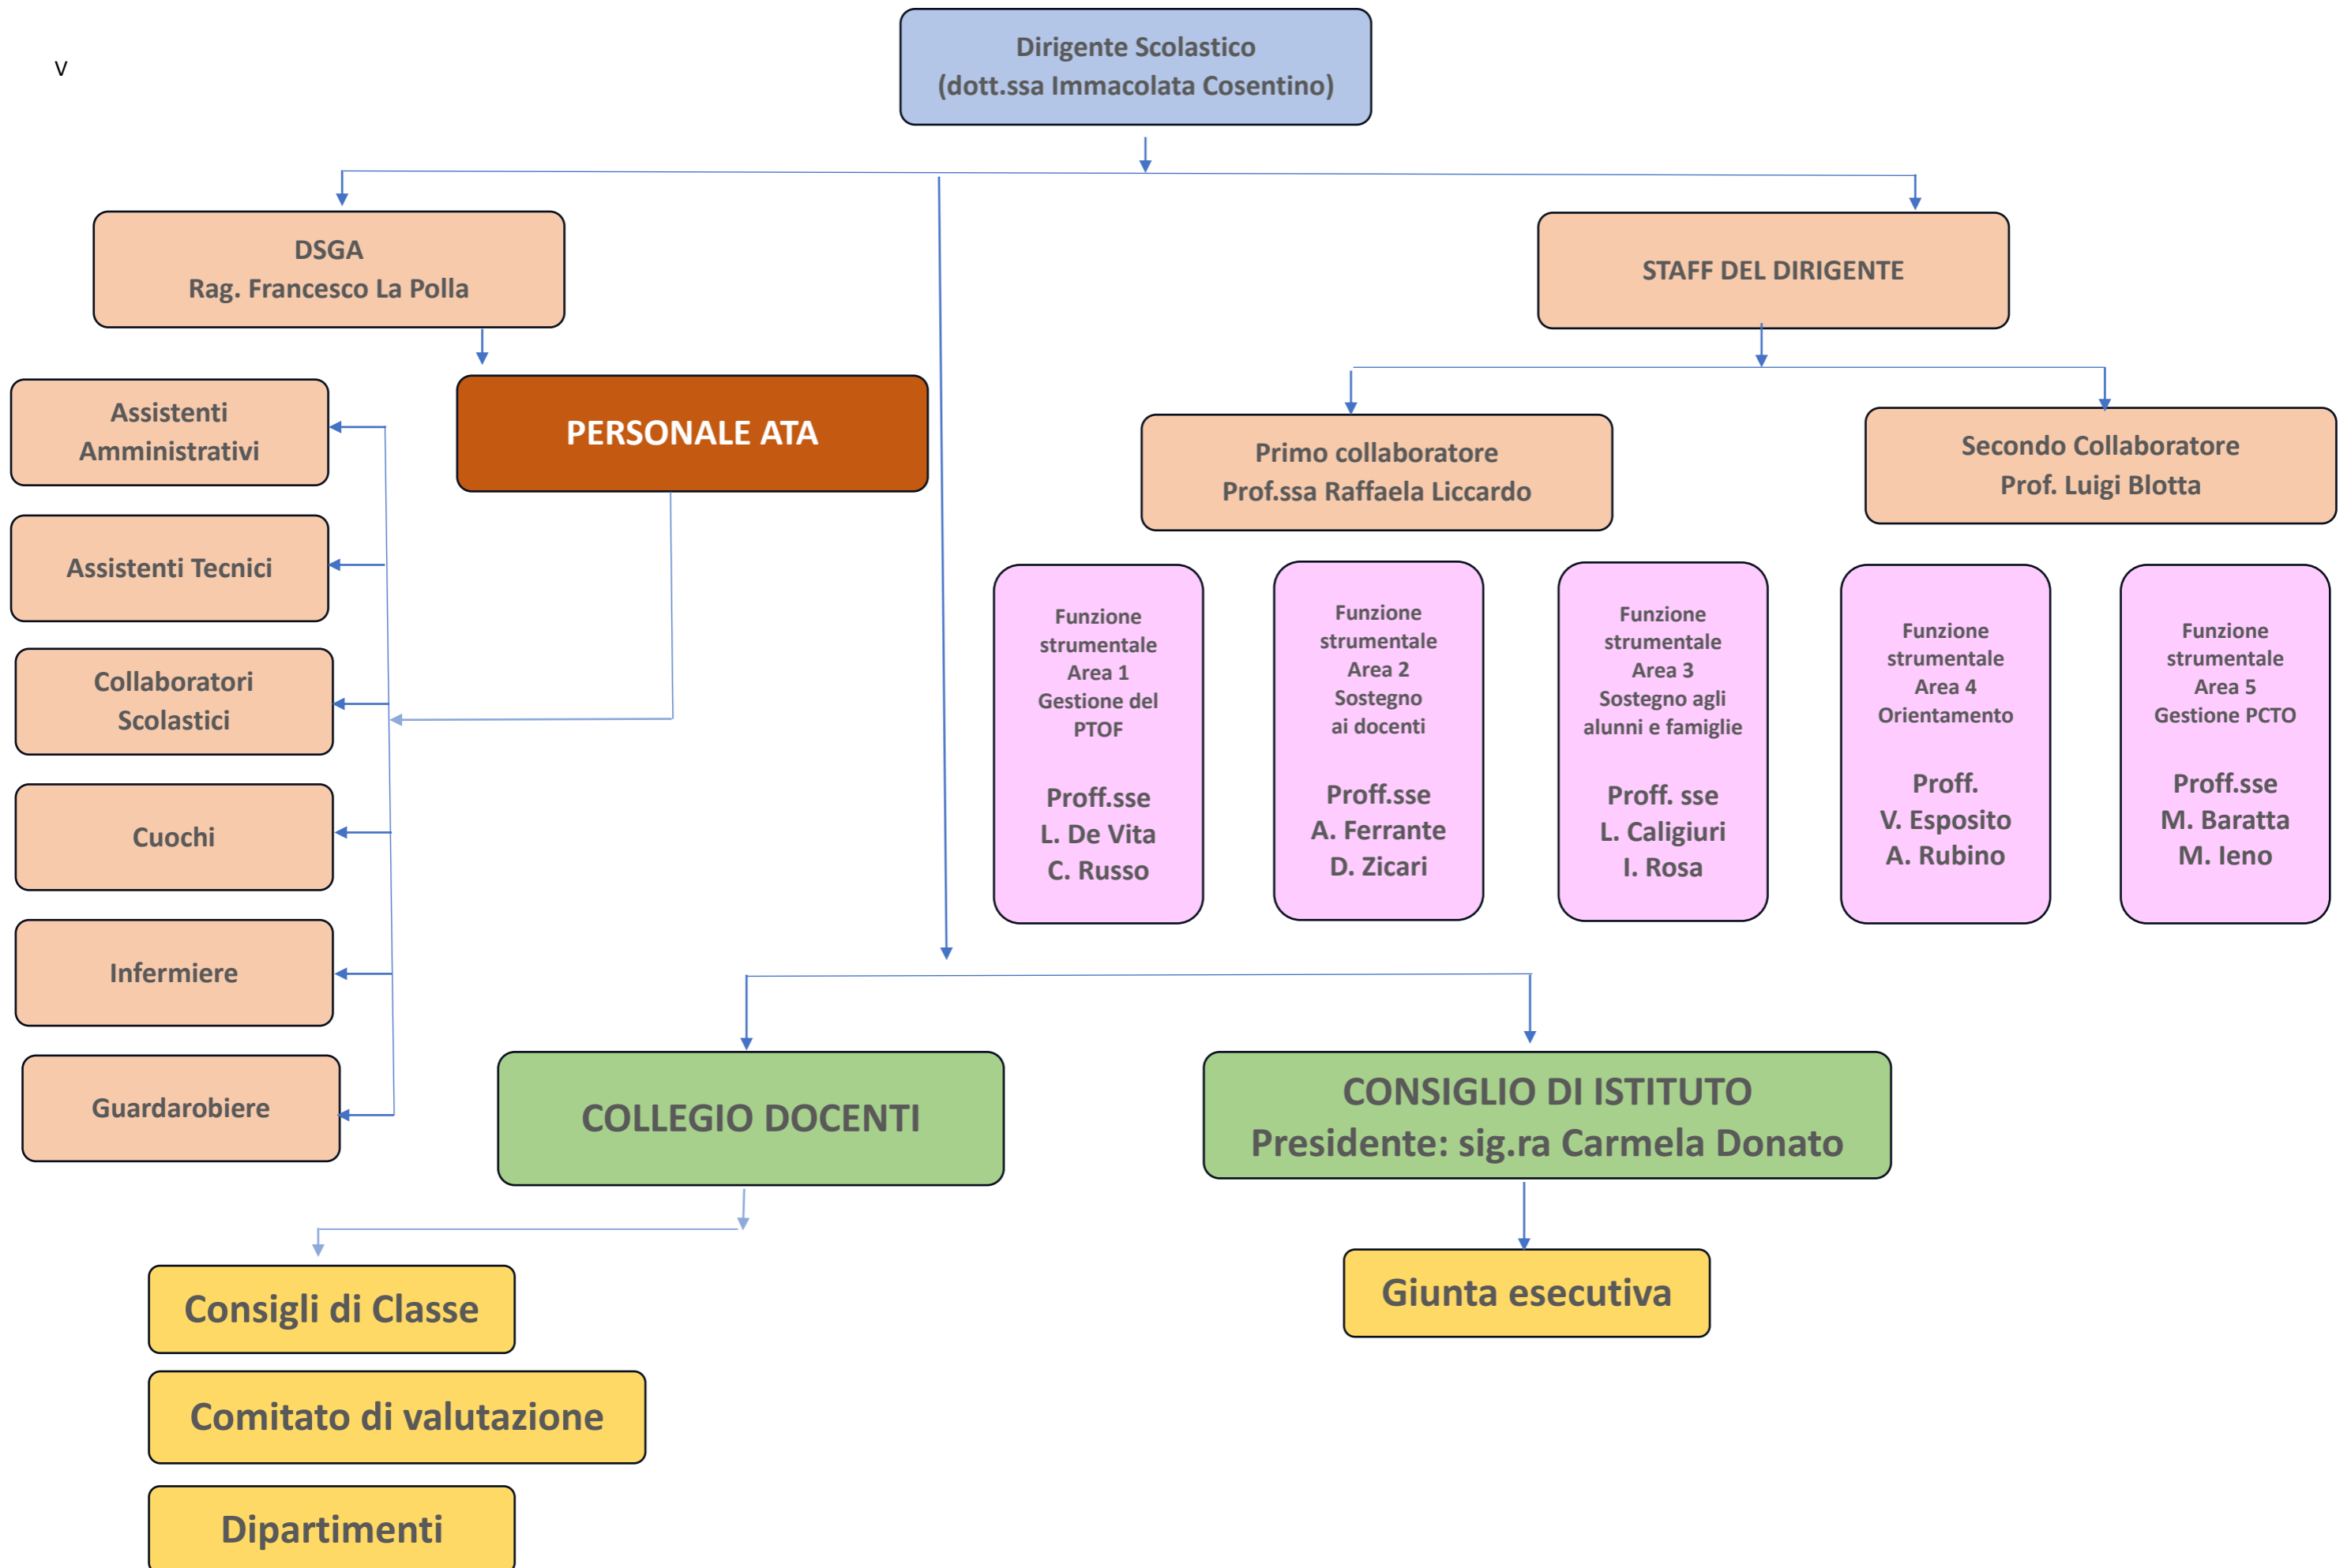 V
Dirigente Scolastico
(dott.ssa Immacolata Cosentino)
DSGA
Rag. Francesco La Polla
STAFF DEL DIRIGENTE
Assistenti
Amministrativi
PERSONALE ATA
Primo collaboratore
Prof.ssa Raffaela Liccardo
Secondo Collaboratore
Prof. Luigi Blotta
Assistenti Tecnici
Collaboratori
Scolastici
Cuochi
Infermiere
Guardarobiere
Funzione
strumentale
Area 1
Gestione del
PTOF
Proff.sse
L. De Vita
C. Russo
Funzione
strumentale
Area 2
Sostegno
ai docenti
Proff.sse
A. Ferrante
D. Zicari
Funzione
strumentale
Area 3
Sostegno agli
alunni e famiglie
Proff. sse
L. Caligiuri
I. Rosa
Funzione
strumentale
Area 4
Orientamento
Proff.
V. Esposito
A. Rubino
Funzione
strumentale
Area 5
Gestione PCTO
Proff.sse
M. Baratta
M. Ieno
COLLEGIO DOCENTI
CONSIGLIO DI ISTITUTO
Presidente: sig.ra Carmela Donato
Consigli di Classe
Giunta esecutiva
Comitato di valutazione
Dipartimenti